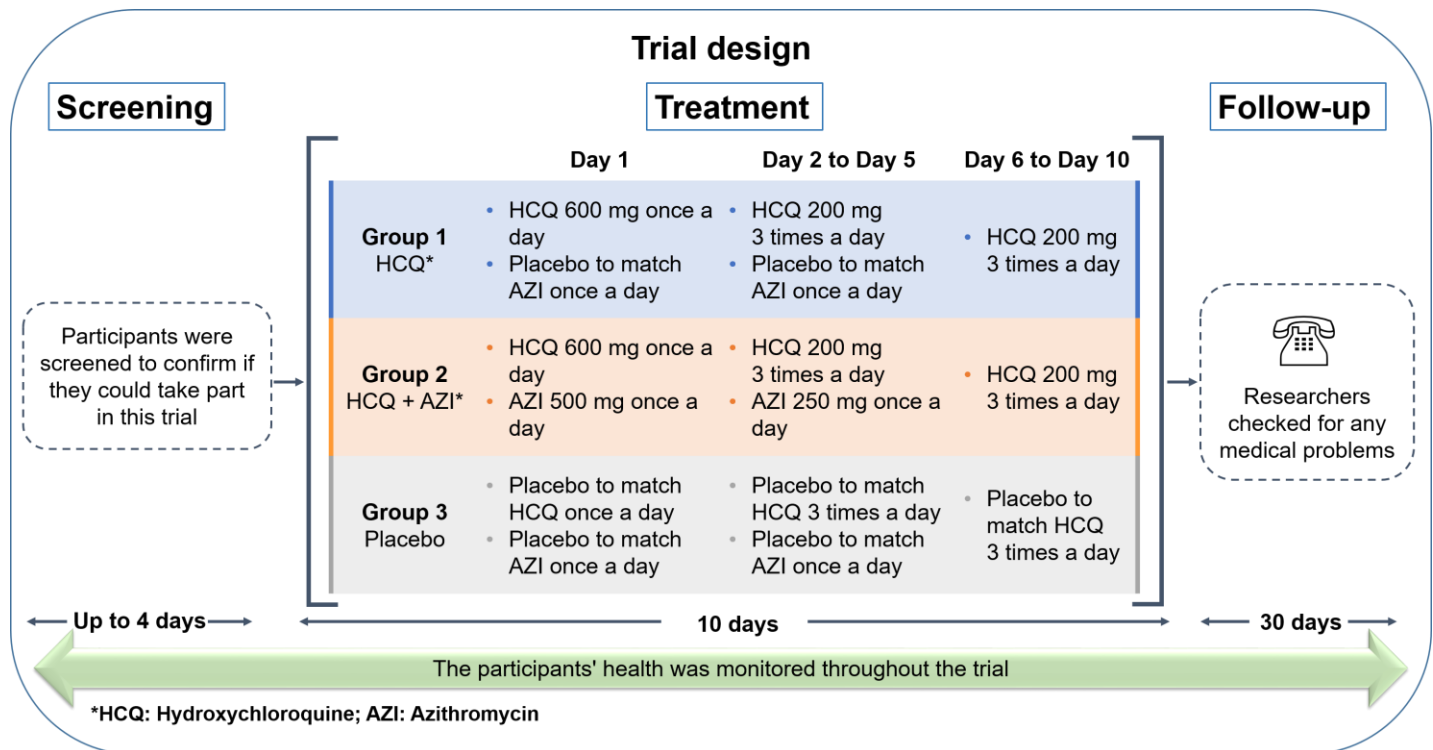 Trial design
Screening
Treatment
Follow-up
Day 1
Day 2 to Day 5
Day 6 to Day 10
Participants were
screened to confirm if
they could take part
in this trial
Group 1
HCQ*
• HCQ 600 mg once a
day
• Placebo to match
AZI once a day
• HCQ 200 mg
3 times a day
• Placebo to match
AZI once a day
• HCQ 200 mg
3 times a day
Group 2
HCQ + AZI*
• HCQ 600 mg once a
day
• AZI 500 mg once a
day
• HCQ 200 mg
3 times a day
• AZI 250 mg once a
day
• HCQ 200 mg
3 times a day
Group 3
Placebo
• Placebo to match
HCQ once a day
• Placebo to match
AZI once a day
• Placebo to match
HCQ 3 times a day
• Placebo to match
AZI once a day
• Placebo to
match HCQ
3 times a day
Researchers
checked for any
medical problems
Up to 4 days
10 days
30 days
The participants' health was monitored throughout the trial
*HCQ: Hydroxychloroquine; AZI: Azithromycin